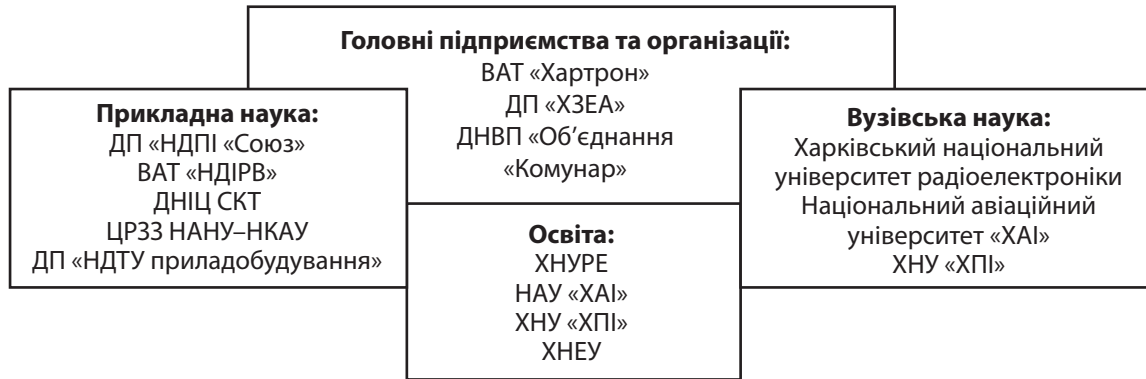 Головні підприємства та організації:
ВАТ «Хартрон»
ДП «ХЗЕА»
ДНВП «Об’єднання
«Комунар»
Прикладна наука:
ДП «НДПІ «Союз»
ВАТ «НДІРВ»
ДНІЦ СКТ
ЦРЗЗ НАНУ–НКАУ
ДП «НДТУ приладобудування»
Вузівська наука:
Харківський національний
університет радіоелектроніки
Національний авіаційний
університет «ХАІ»
ХНУ «ХПІ»
Освіта:
ХНУРЕ
НАУ «ХАІ»
ХНУ «ХПІ»
ХНЕУ